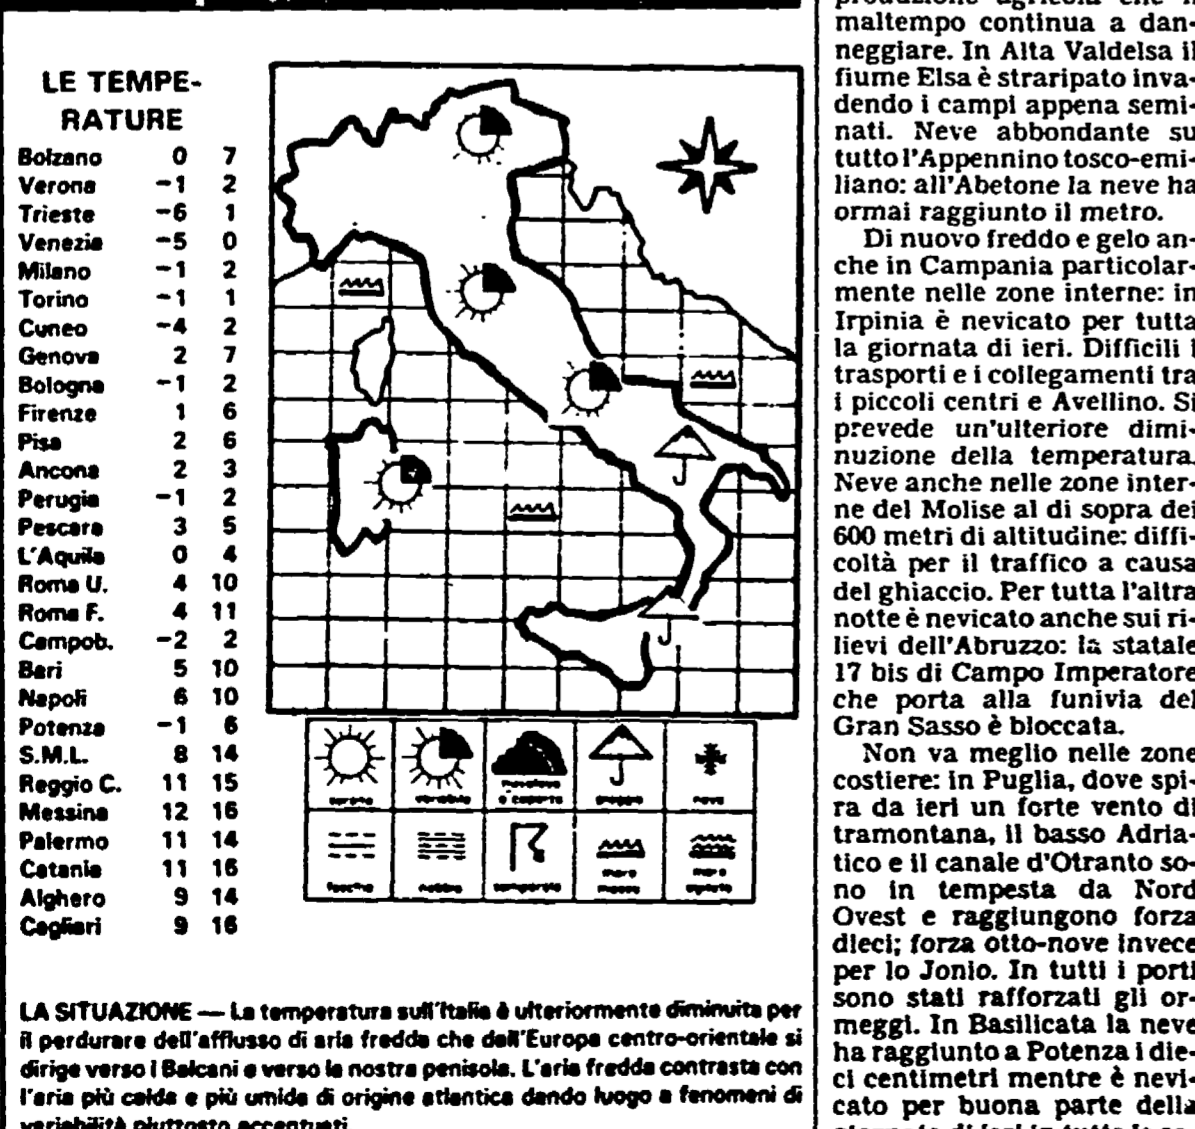 LE TEMPE-
RATURE
Bolzano 0 7
Verona -1 2
Trieste -6 1
Venezia -5 0
Milano -1 2
Torino -1 1
Cuneo -4 2
Genova 2 7
Bologna -1 2
Firenze 1 6
Pisa 2 6
Ancona 2 3
Perugia -1 2
Pescara 3 5
L'Aquila 0 4
Roma U. 4 10
Roma F. 4 11
Campob. -2 2
Bari 5 10
Napoli 6 10
Potenza -1 6
S.M.L. 8 14
Reggio C. 11 15
Messina 12 16
Palermo 11 14
Catania 11 16
Alghero 9 14
Cagliari 9 16
sereno variabile nuvoloso
o coperto pioggia neve
foschia nebbia temporale mare
mosso mare
agitato
LA SITUAZIONE — La temperatura sull'Italia è ulteriormente diminuita per
il perdurare dell'afflusso di aria fredda che dall'Europa centro-orientale si
dirige verso i Balcani e verso la nostra penisola. L'aria fredda contrasta con
l'aria più calda e più umida di origine atlantica dando luogo a fenomeni di
variabilità piuttosto accentuati.
produzione agricola che il
maltempo continua a dan-
neggiare. In Alta Valdelsa il
fiume Elsa è straripato inva-
dendo i campi appena semi-
nati. Neve abbondante su
tutto l'Appennino tosco-emi-
liano: all'Abetone la neve ha
ormai raggiunto il metro.
Di nuovo freddo e gelo an-
che in Campania particolar-
mente nelle zone interne: in
Irpinia è nevicato per tutta
la giornata di ieri. Difficili i
trasporti e i collegamenti tra
i piccoli centri e Avellino. Si
prevede un'ulteriore dimi-
nuzione della temperatura.
Neve anche nelle zone inter-
ne del Molise al di sopra dei
600 metri di altitudine: diffi-
coltà per il traffico a causa
del ghiaccio. Per tutta l'altra
notte è nevicato anche sui ri-
lievi dell'Abruzzo: la statale
17 bis di Campo Imperatore
che porta alla funivia del
Gran Sasso è bloccata.
Non va meglio nelle zone
costiere: in Puglia, dove spi-
ra da ieri un forte vento di
tramontana, il basso Adria-
tico e il canale d'Otranto so-
no in tempesta da Nord
Ovest e raggiungono forza
dieci; forza otto-nove invece
per lo Jonio. In tutti i porti
sono stati rafforzati gli or-
meggi. In Basilicata la neve
ha raggiunto a Potenza i die-
ci centimetri mentre è nevi-
cato per buona parte della